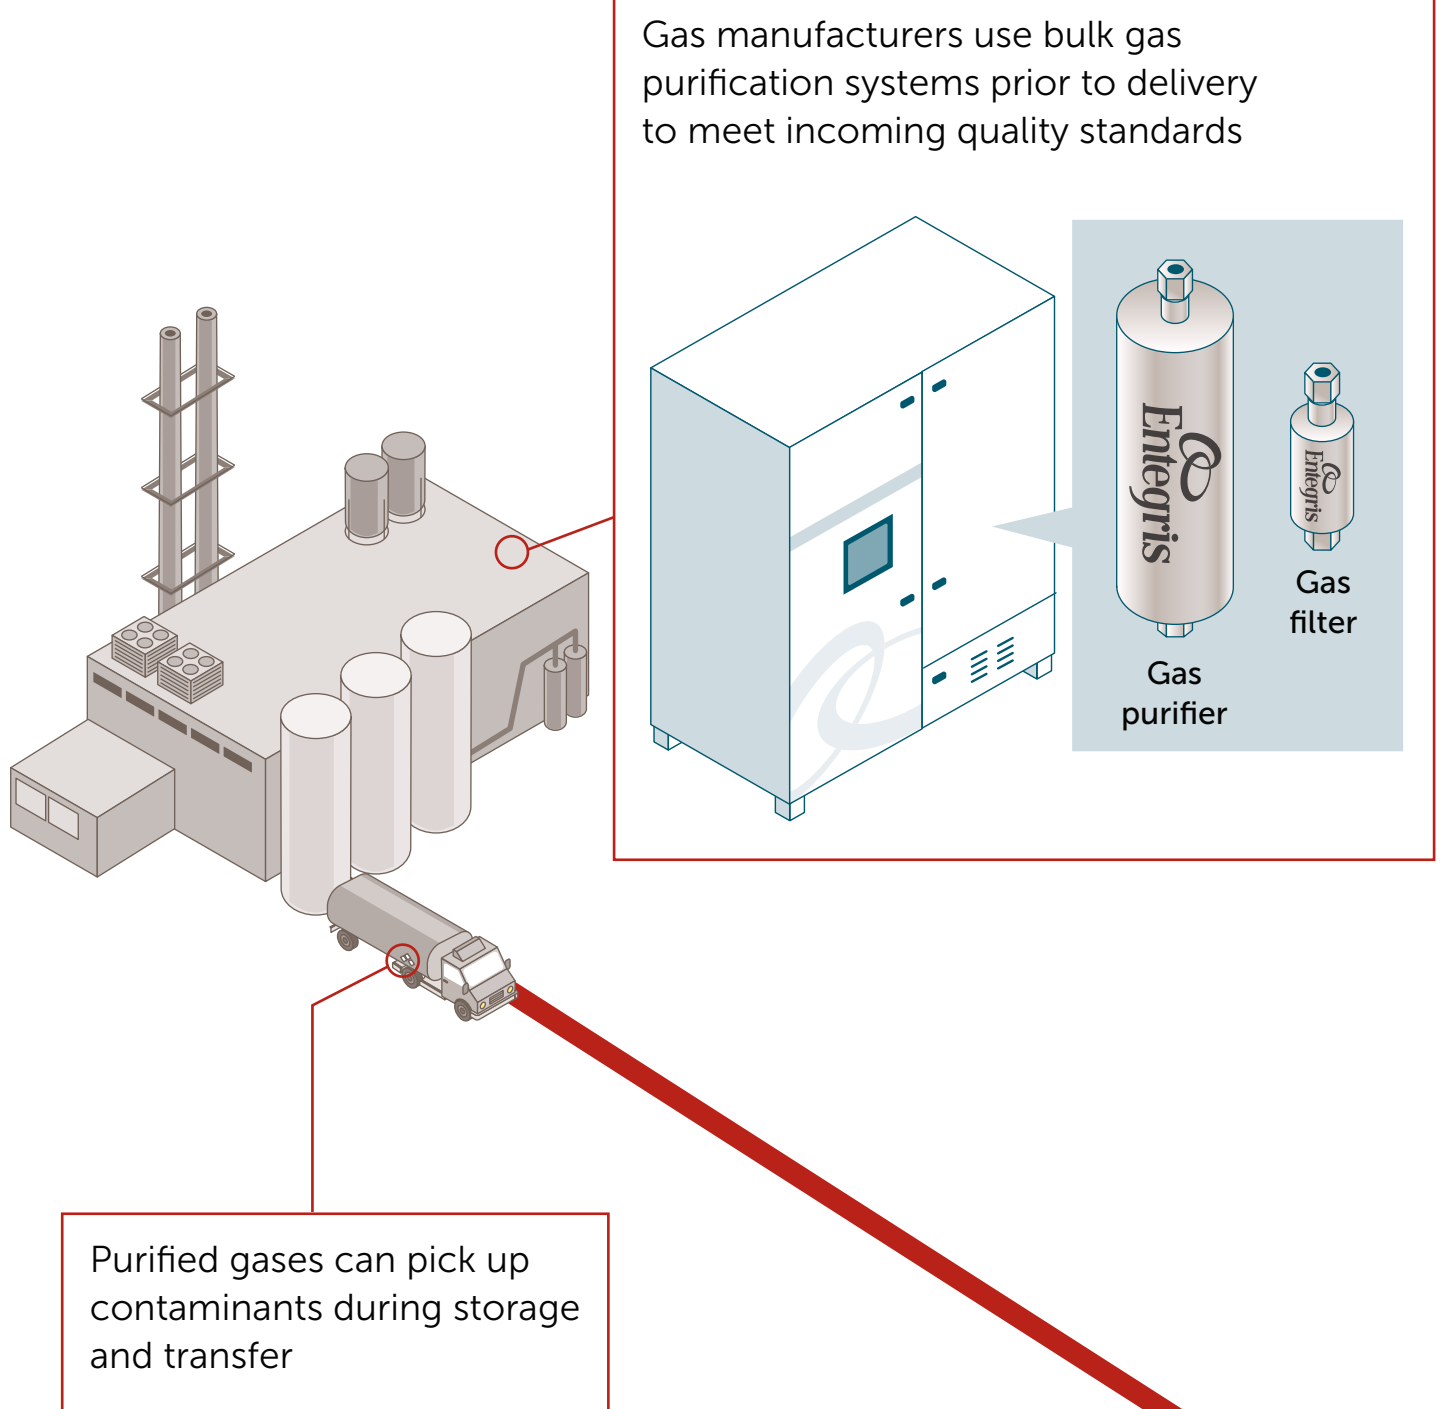 Gas manufacturers use bulk gas
purification systems prior to delivery
to meet incoming quality standards
Entegris
Entegris
Gas
filter
Gas
purifier
Purified gases can pick up
contaminants during storage
and transfer